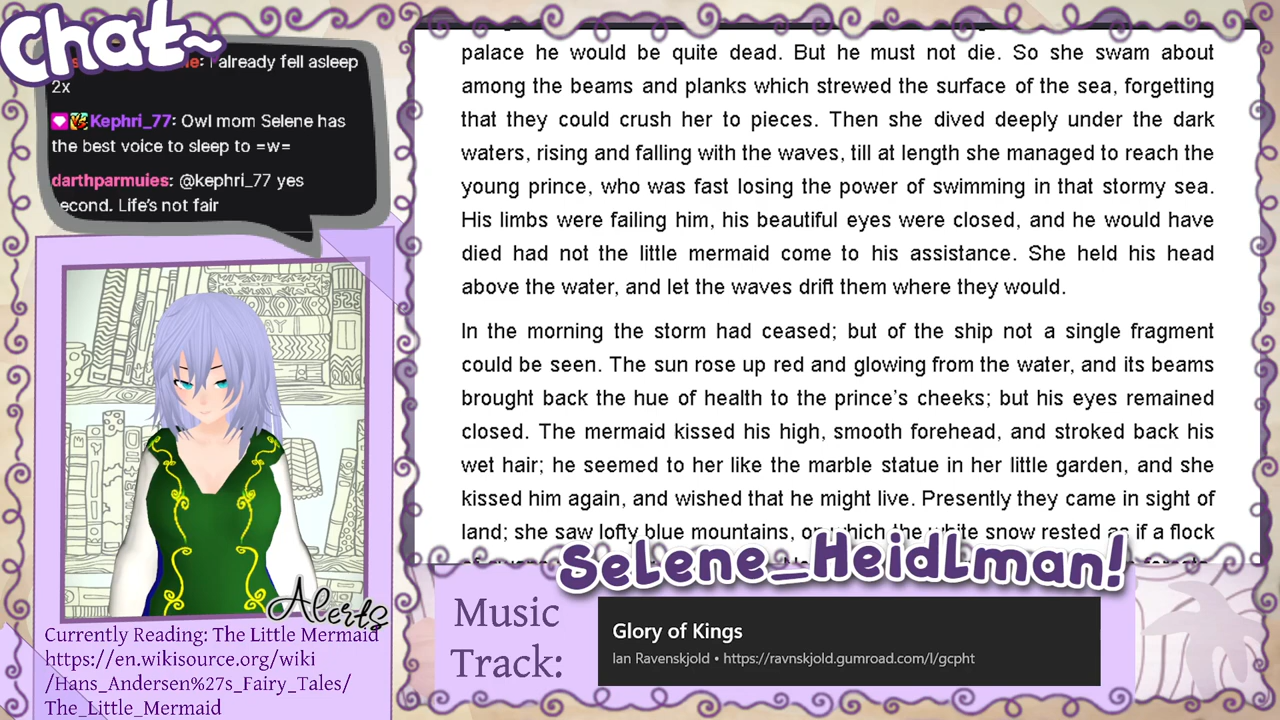 Chat~
: I already fell asleep
2x
Kephri_77: Owl mom Selene has
the best voice to sleep to =w=
darthparmuies: @kephri_77 yes
econd. Life's not fair
palace he would be quite dead. But he must not die. So she swam about
among the beams and planks which strewed the surface of the sea, forgetting
that they could crush her to pieces. Then she dived deeply under the dark
waters, rising and falling with the waves, till at length she managed to reach the
young prince, who was fast losing the power of swimming in that stormy sea.
His limbs were failing him, his beautiful eyes were closed, and he would have
died had not the little mermaid come to his assistance. She held his head
above the water, and let the waves drift them where they would.
In the morning the storm had ceased; but of the ship not a single fragment
could be seen. The sun rose up red and glowing from the water, and its beams
brought back the hue of health to the prince's cheeks; but his eyes remained
closed. The mermaid kissed his high, smooth forehead, and stroked back his
wet hair; he seemed to her like the marble statue in her little garden, and she
kissed him again, and wished that he might live. Presently they came in sight of
land; she saw lofty blue mountains, on which the white snow rested as if a flock
Selene_Heidlman!
Alerts
Currently Reading: The Little Mermaid
https://en.wikisource.org/wiki
/Hans_Andersen%27s_Fairy_Tales/
The_Little_Mermaid
Music
Track:
Glory of Kings
Ian Ravenskjold • https://ravnskjold.gumroad.com/l/gcpht